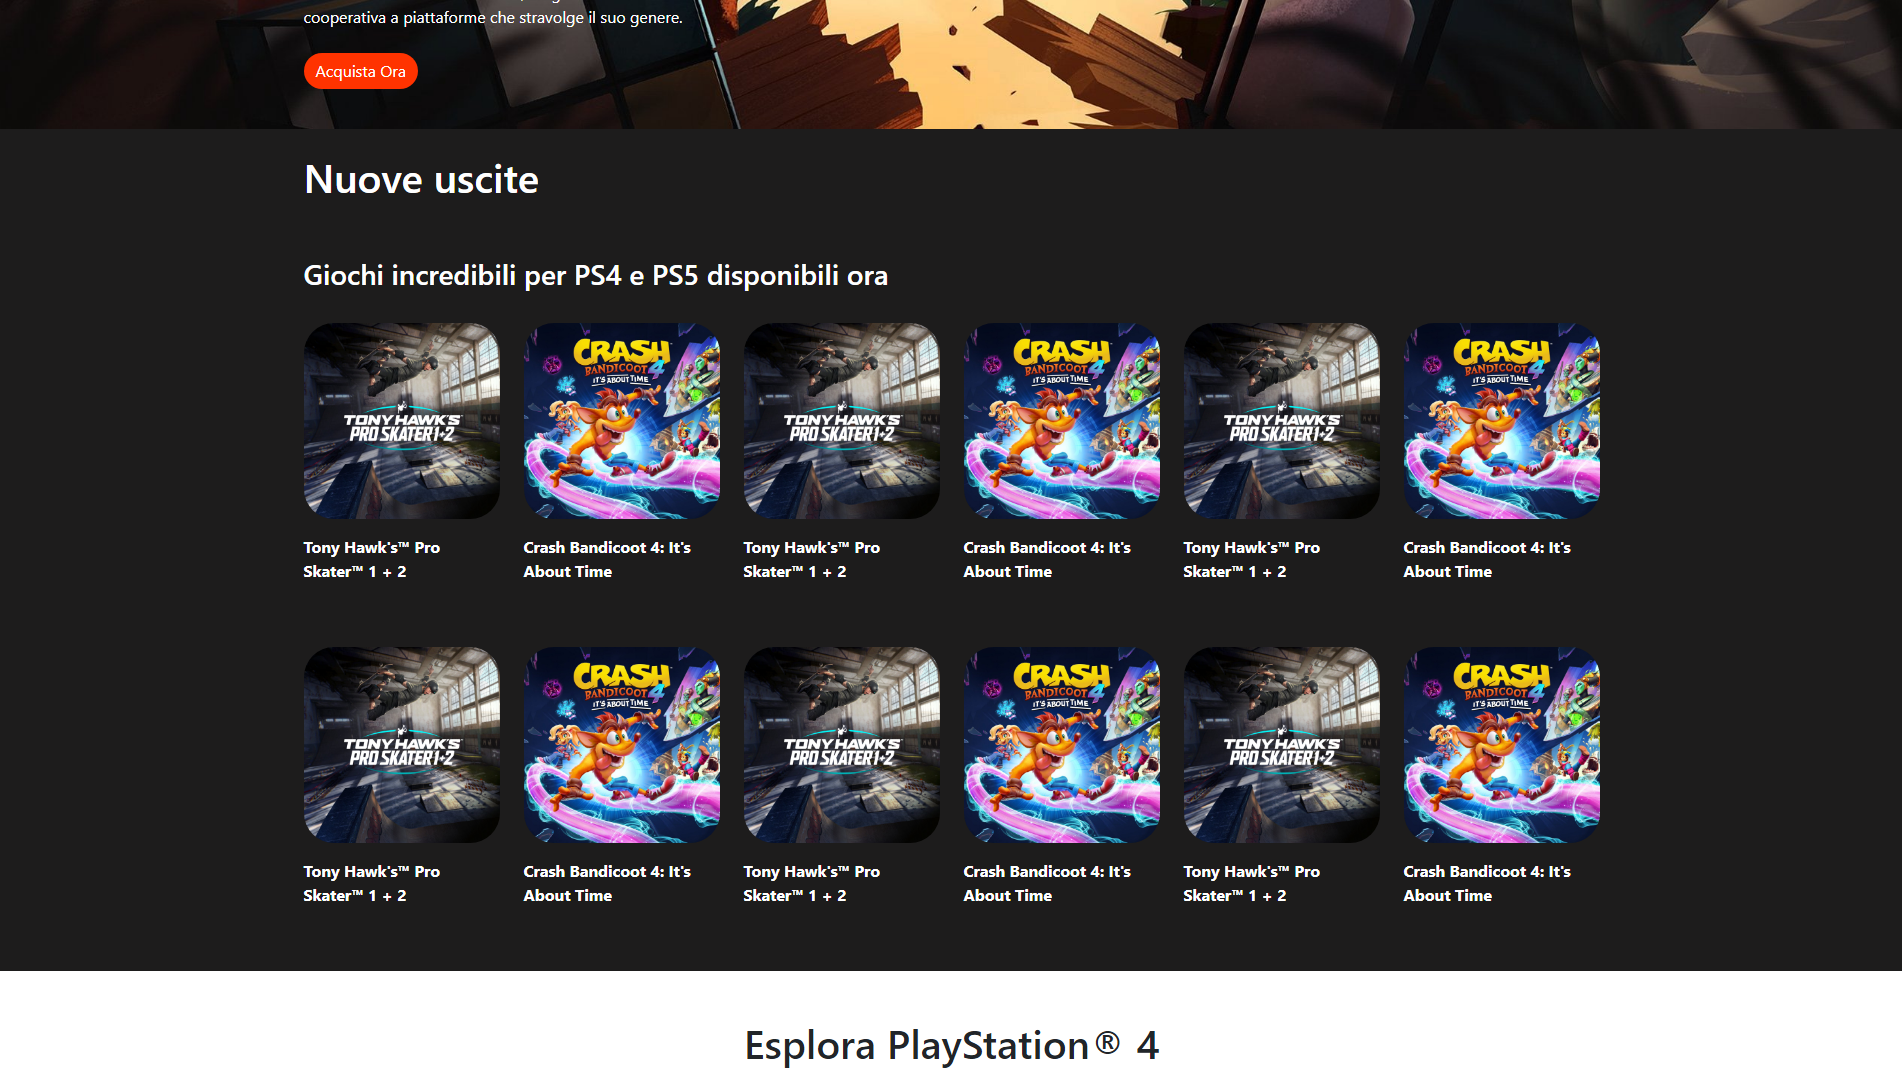 cooperativa a piattaforme che stravolge il suo genere.
Acquista Ora
Nuove uscite
Giochi incredibili per PS4 e PS5 disponibili ora
TONY HAWK'S
PRO SKATER 1+2
CRASH
BANDICOOT 4
IT'S ABOUT TIME
TONY HAWK'S
PRO SKATER 1+2
CRASH
BANDICOOT 4
IT'S ABOUT TIME
TONY HAWK'S
PRO SKATER 1+2
CRASH
BANDICOOT 4
IT'S ABOUT TIME
Tony Hawk's™ Pro
Skater™ 1 + 2
Crash Bandicoot 4: It's
About Time
Tony Hawk's™ Pro
Skater™ 1 + 2
Crash Bandicoot 4: It's
About Time
Tony Hawk's™ Pro
Skater™ 1 + 2
Crash Bandicoot 4: It's
About Time
TONY HAWK'S
PRO SKATER 1+2
CRASH
BANDICOOT 4
IT'S ABOUT TIME
TONY HAWK'S
PRO SKATER 1+2
CRASH
BANDICOOT 4
IT'S ABOUT TIME
TONY HAWK'S
PRO SKATER 1+2
CRASH
BANDICOOT 4
IT'S ABOUT TIME
Tony Hawk's™ Pro
Skater™ 1 + 2
Crash Bandicoot 4: It's
About Time
Tony Hawk's™ Pro
Skater™ 1 + 2
Crash Bandicoot 4: It's
About Time
Tony Hawk's™ Pro
Skater™ 1 + 2
Crash Bandicoot 4: It's
About Time
Esplora PlayStation® 4